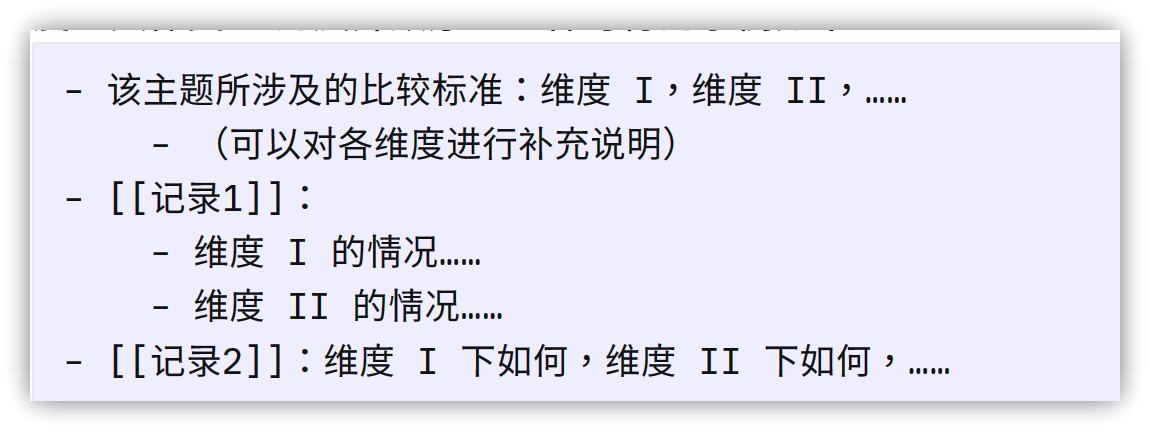 - 该主题所涉及的比较标准：维度 I，维度 II，……
- （可以对各维度进行补充说明）
- [[记录1]]：
- 维度 I 的情况……
- 维度 II 的情况……
- [[记录2]]：维度 I 下如何，维度 II 下如何，……